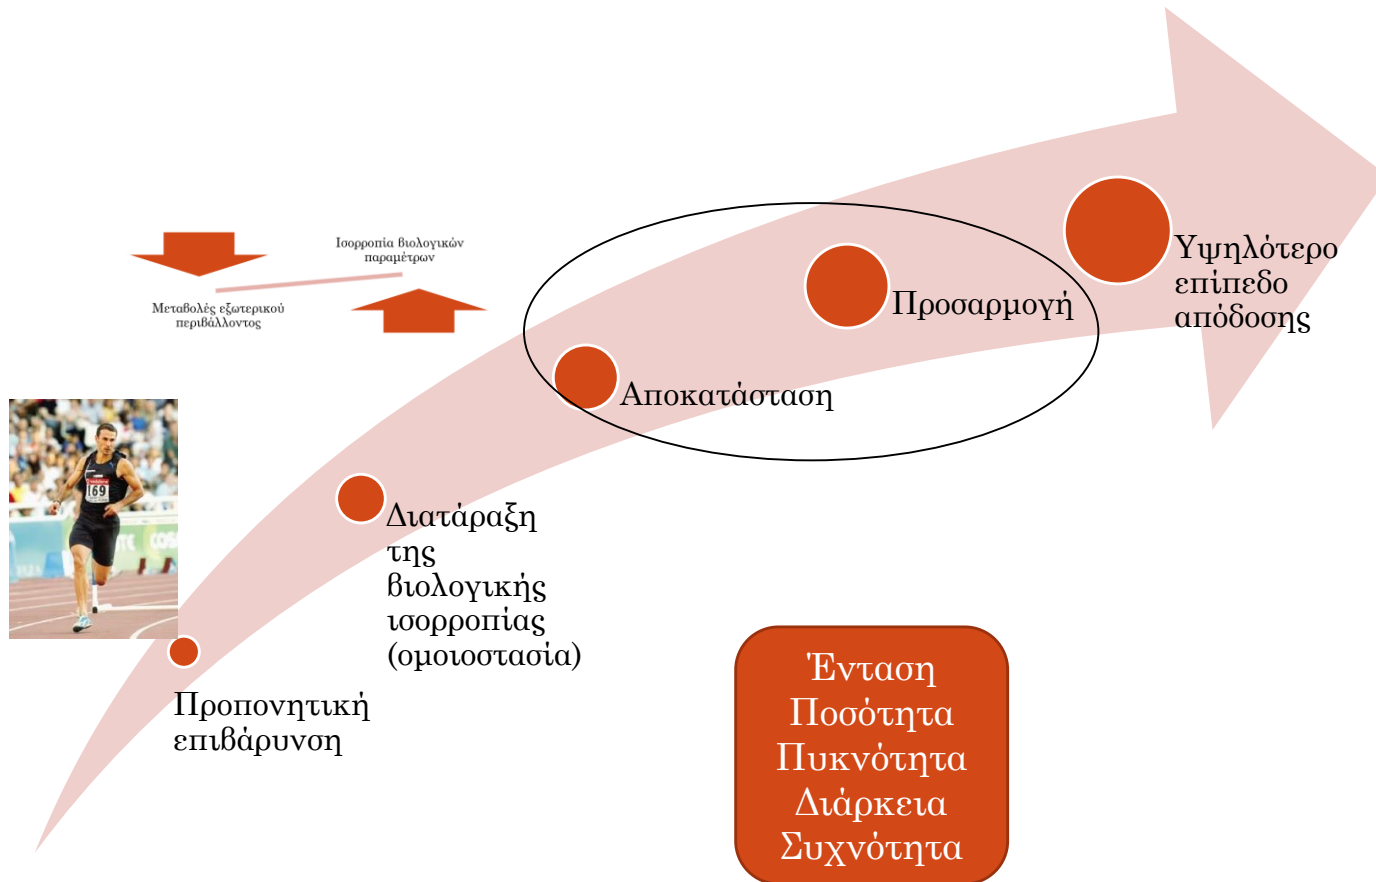 Ισορροπία βιολογικών
παραμέτρων
Μεταβολές εξωτερικού
περιβάλλοντος
Υψηλότερο
επίπεδο
απόδοσης
Προσαρμογή
Αποκατάσταση
169
Διατάραξη
της
βιολογικής
ισορροπίας
(ομοιοστασία)
Προπονητική
επιβάρυνση
Ένταση
Ποσότητα
Πυκνότητα
Διάρκεια
Συχνότητα